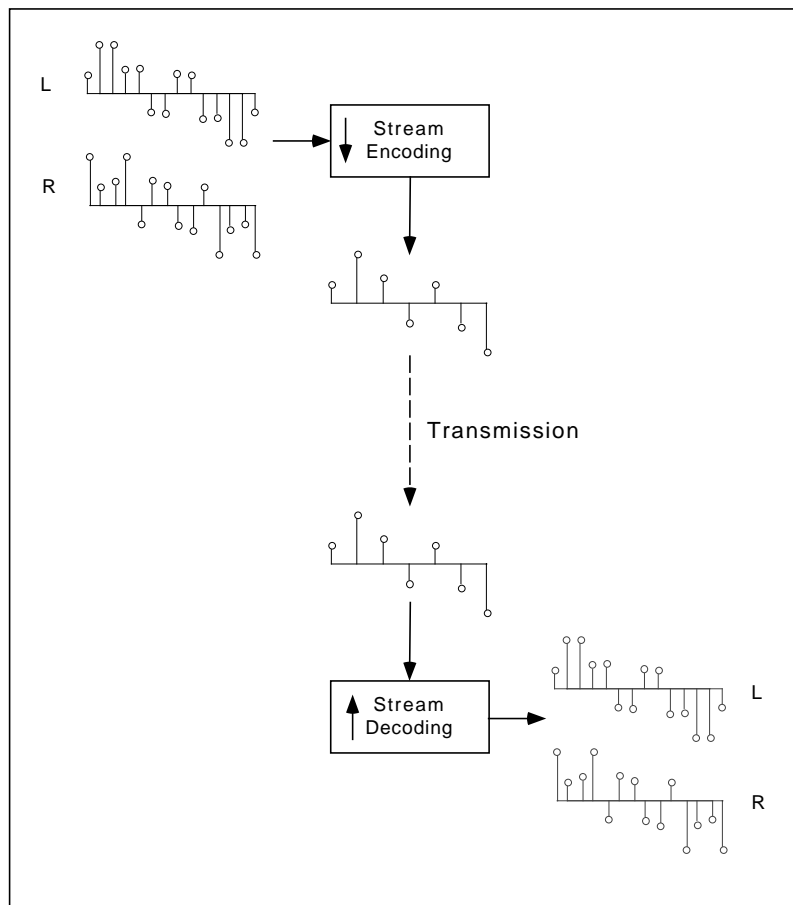 L
Stream
Encoding
R
Transmission
Stream
Decoding
L
R